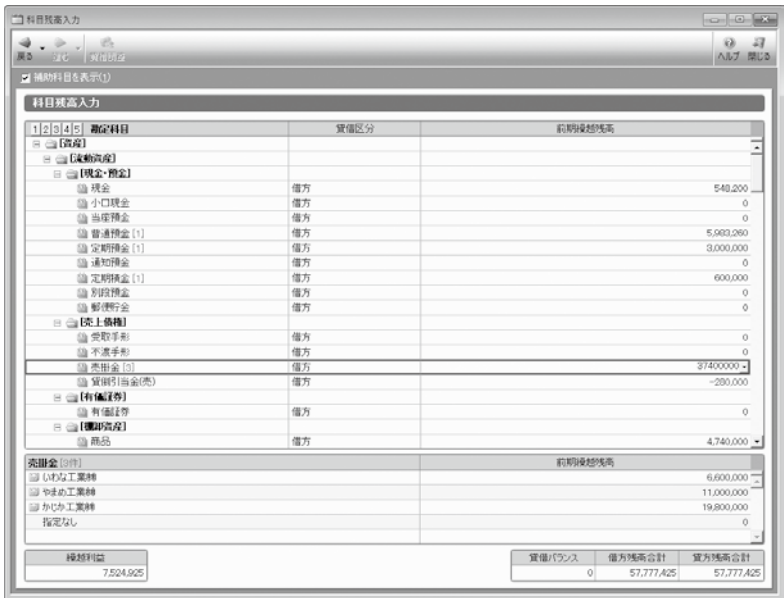 科目残高入力
戻る 進む
ヘルプ 閉じる
補助科目を表示(1)
科目残高入力
1 2 3 4 5 勘定科目 貸借区分 前期繰越残高
[資産]
[流動資産]
[現金・預金]
現金 借方 548,200
小口現金 借方 0
当座預金 借方 0
普通預金 [1] 借方 5,983,260
定期預金 [1] 借方 3,000,000
通知預金 借方 0
定期積金 [1] 借方 600,000
別段預金 借方 0
郵便貯金 借方 0
[売上債権]
受取手形 借方 0
不渡手形 借方 0
売掛金 [3] 借方 37400000
貸倒引当金(売) 借方 -280,000
[有価証券]
有価証券 借方 0
[棚卸資産]
商品 借方 4,740,000
売掛金 [3件] 前期繰越残高
いわな工業㈱ 6,600,000
やまめ工業㈱ 11,000,000
かじか工業㈱ 19,800,000
指定なし 0
繰越利益 貸借バランス 借方残高合計 貸方残高合計
7,524,925 0 57,777,425 57,777,425